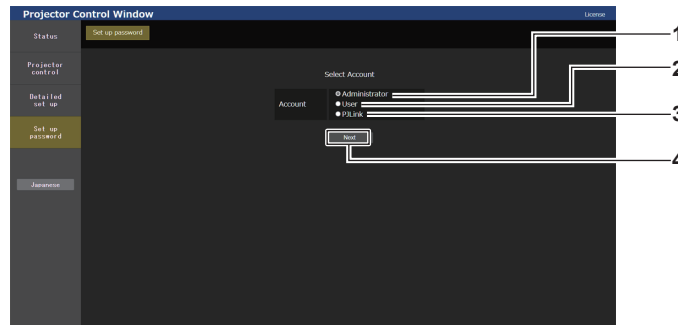 Projector Control Window
License
Status
Set up password
Projector
control
Detailed
set up
Set up
password
Japanese
Select Account
Account
Administrator
User
PJLink
Next
1
2
3
4